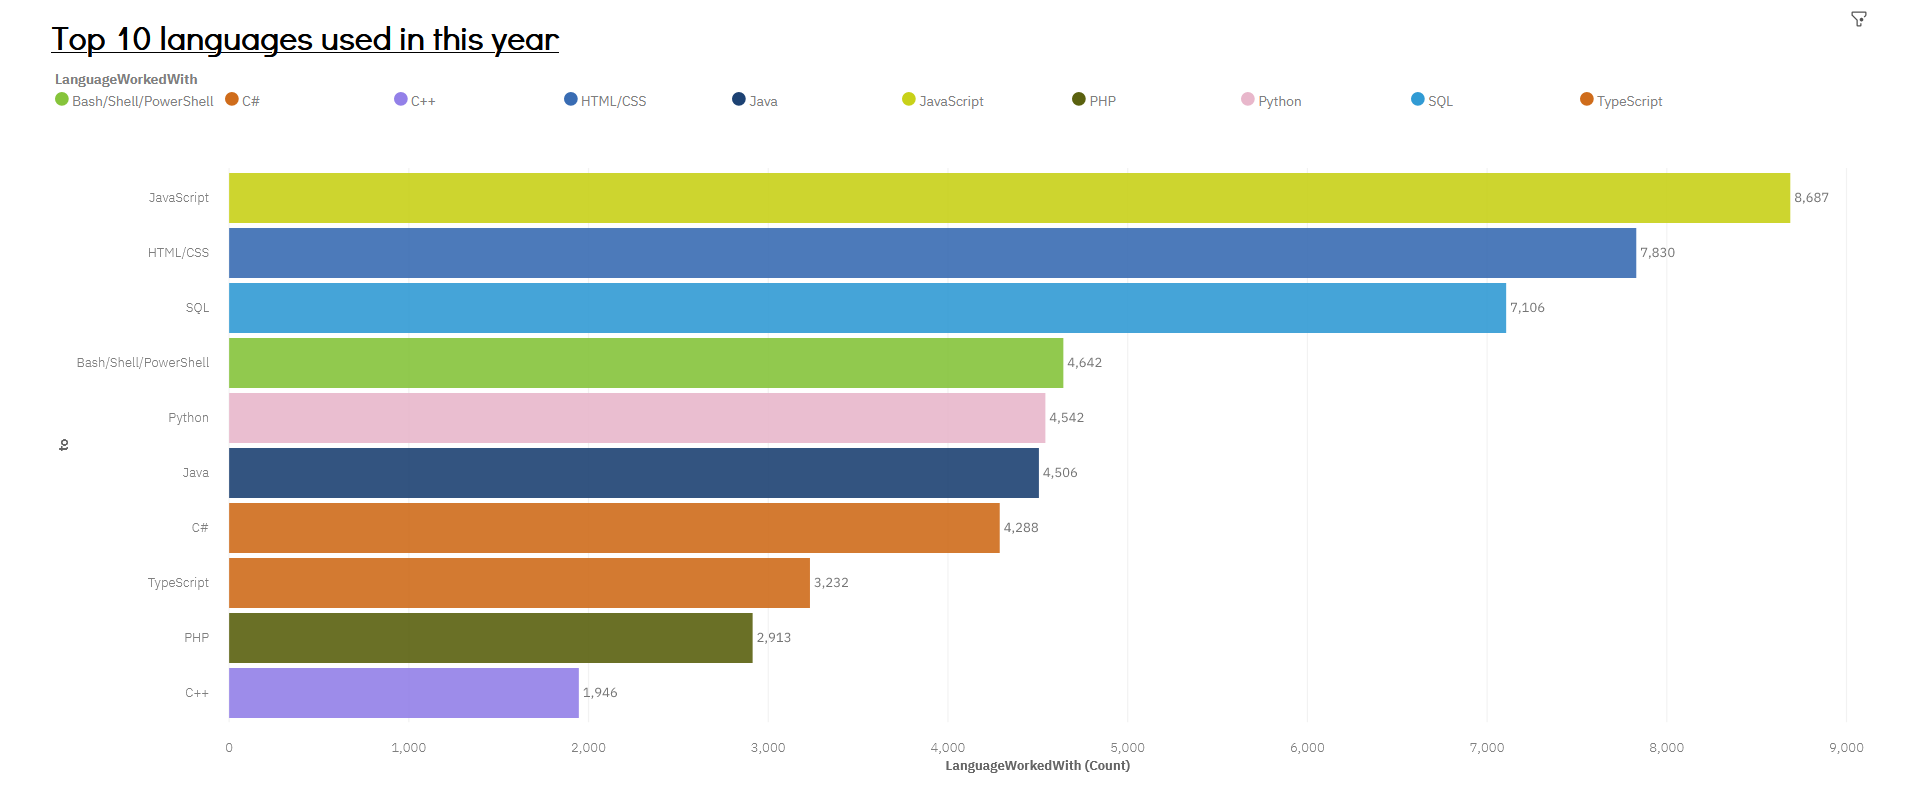 Top 10 languages used in this year
LanguageWorkedWith
Bash/Shell/PowerShell C# C++ HTML/CSS Java JavaScript PHP Python SQL TypeScript
JavaScript 8,687
HTML/CSS 7,830
SQL 7,106
Bash/Shell/PowerShell 4,642
Python 4,542
to
Java 4,506
C# 4,288
TypeScript 3,232
PHP 2,913
C++ 1,946
0 1,000 2,000 3,000 4,000 5,000 6,000 7,000 8,000 9,000
LanguageWorkedWith (Count)